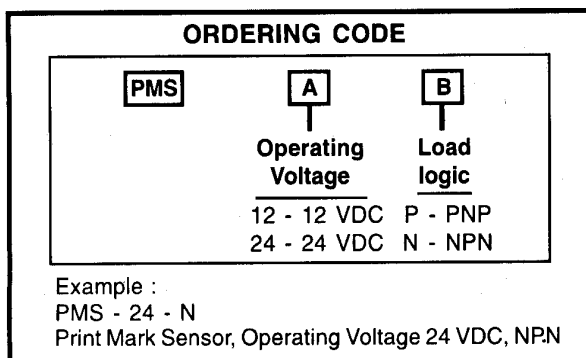 ORDERING CODE
PMS A B
Operating Load
Voltage logic
12 - 12 VDC P - PNP
24 - 24 VDC N - NPN
Example :
PMS - 24 - N
Print Mark Sensor, Operating Voltage 24 VDC, NPN